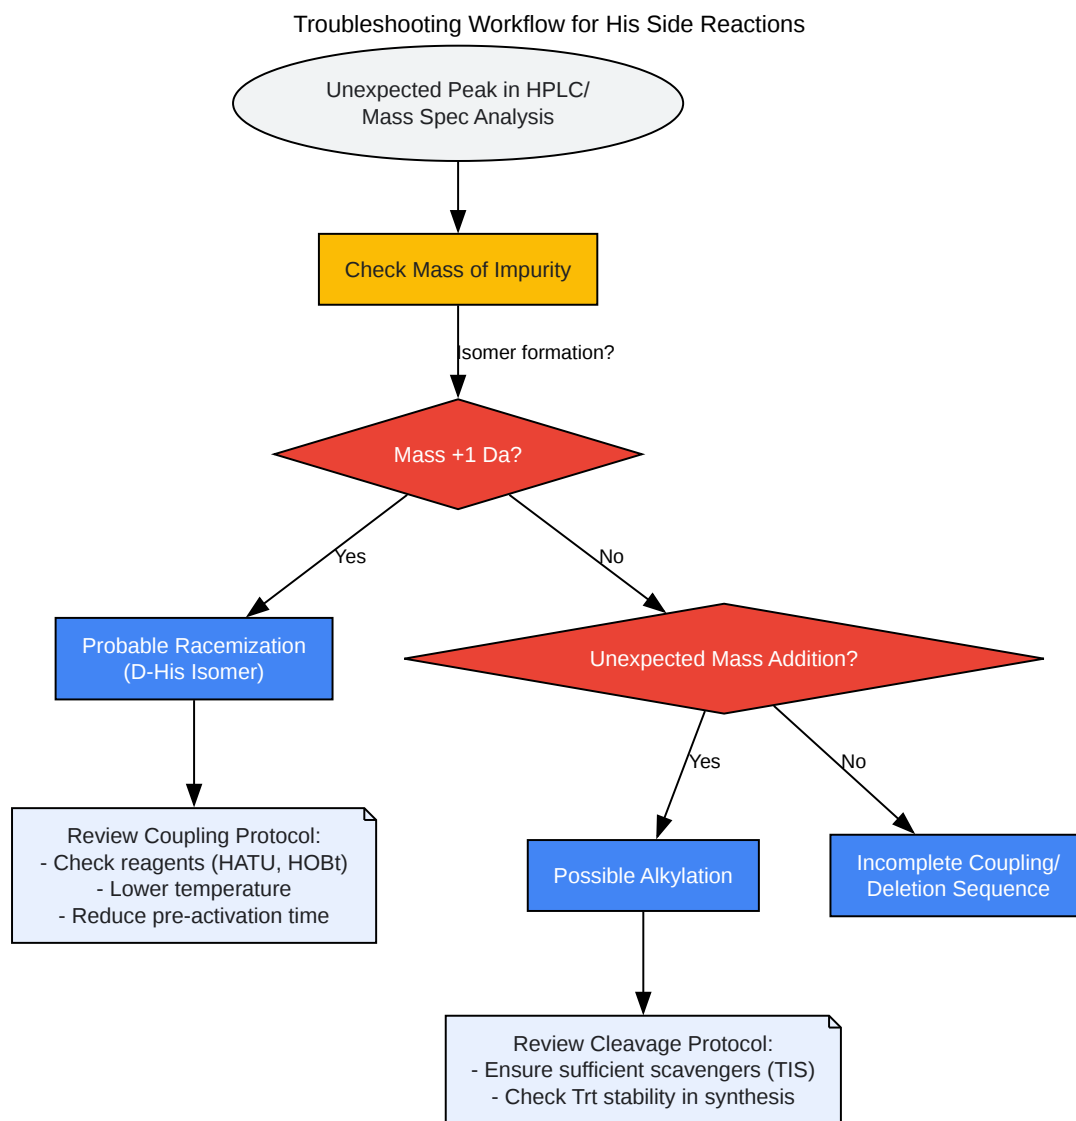 Troubleshooting Workflow for His Side Reactions
Unexpected Peak in HPLC/
Mass Spec Analysis
Check Mass of Impurity
Isomer formation?
Mass +1 Da?
Yes
No
Probable Racemization
(D-His Isomer)
Unexpected Mass Addition?
Yes
No
Review Coupling Protocol:
- Check reagents (HATU, HOBt)
- Lower temperature
- Reduce pre-activation time
Possible Alkylation
Incomplete Coupling/
Deletion Sequence
Review Cleavage Protocol:
- Ensure sufficient scavengers (TIS)
- Check Trt stability in synthesis